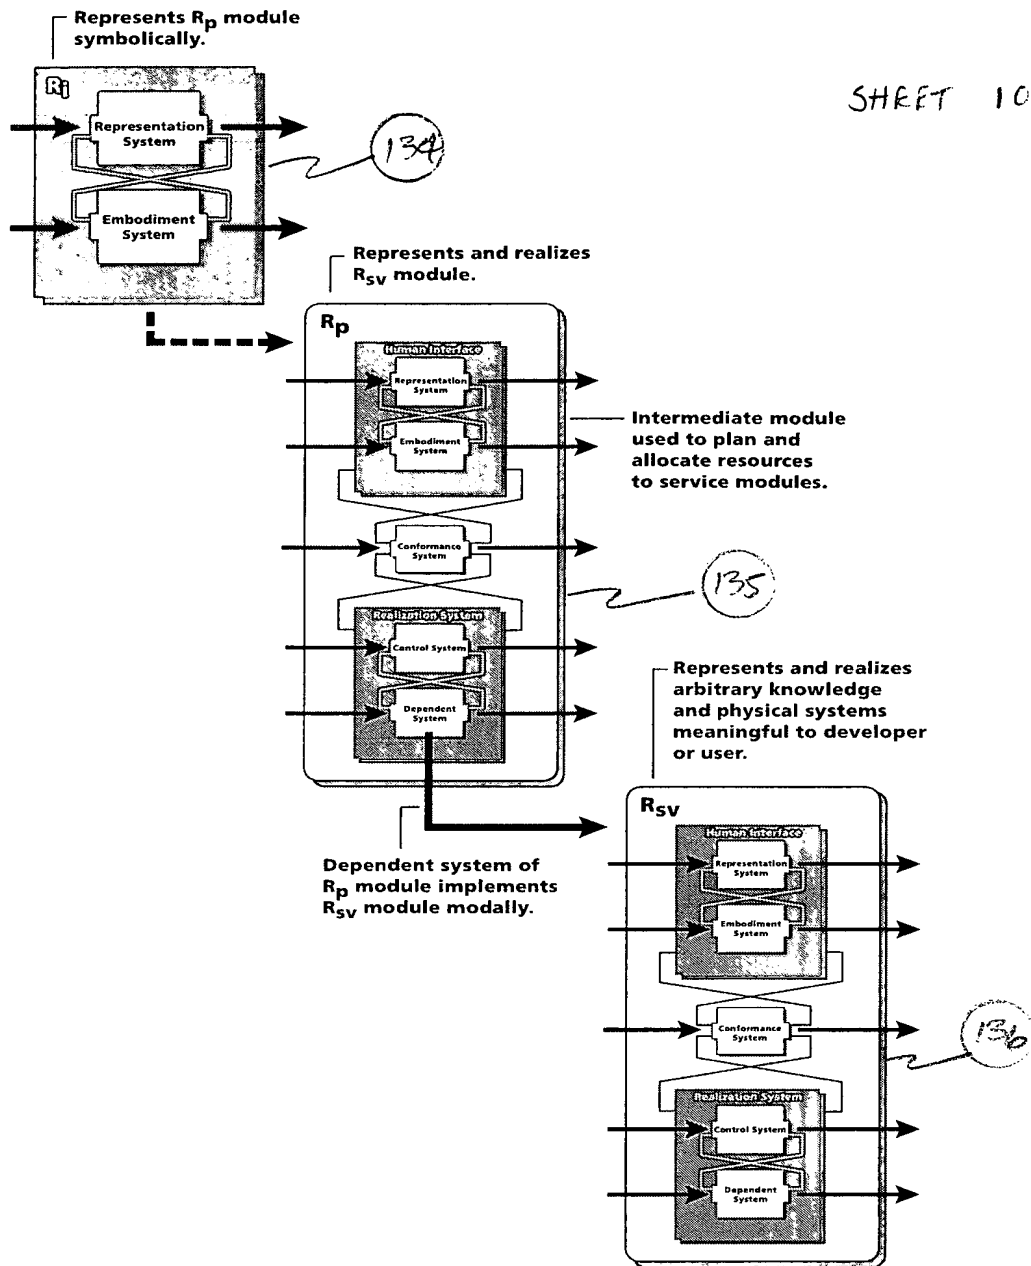 Represents Rp module
symbolically.
SHEET 10
Ri
Representation
System
134
Embodiment
System
Represents and realizes
Rsv module.
Rp
Human Interface
Representation
System
Embodiment
System
Intermediate module
used to plan and
allocate resources
to service modules.
Conformance
System
135
Realization System
Control System
Dependent
System
Represents and realizes
arbitrary knowledge
and physical systems
meaningful to developer
or user.
Rsv
Human Interface
Representation
System
Dependent system of
Rp module implements
Rsv module modally.
Embodiment
System
Conformance
System
136
Realization System
Control System
Dependent
System